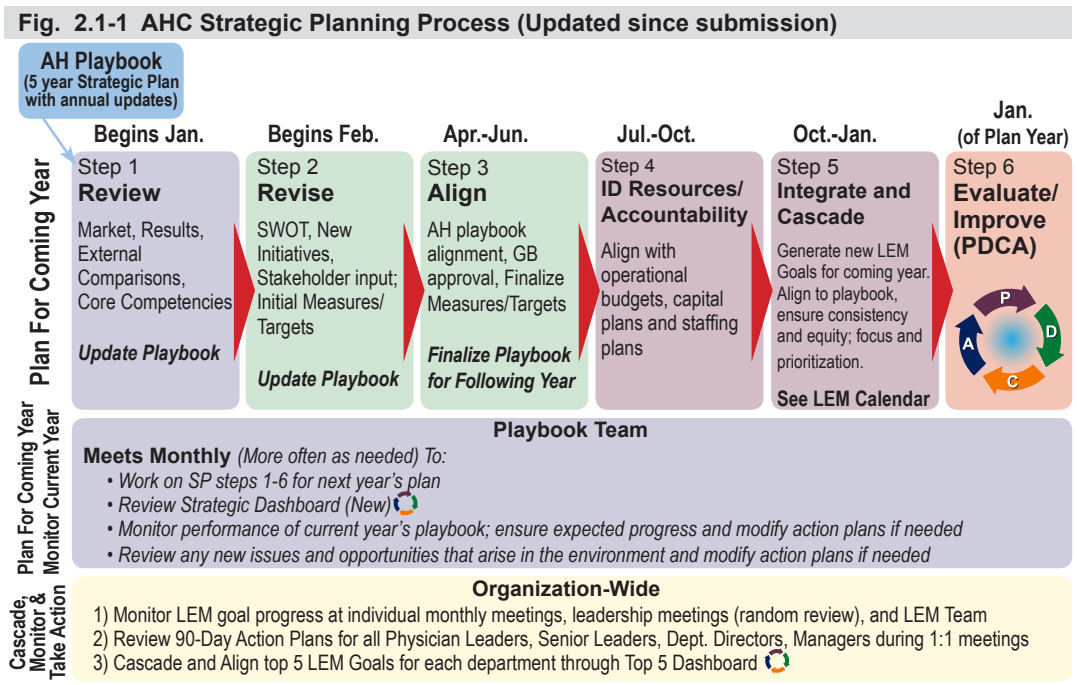 Fig. 2.1-1 AHC Strategic Planning Process (Updated since submission)
AH Playbook
(5 year Strategic Plan
with annual updates)
Plan For Coming Year
Begins Jan.
Step 1
Review
Market, Results,
External
Comparisons,
Core Competencies
Update Playbook
Begins Feb.
Step 2
Revise
SWOT, New
Initiatives,
Stakeholder input;
Initial Measures/
Targets
Update Playbook
Apr.-Jun.
Step 3
Align
AH playbook
alignment, GB
approval, Finalize
Measures/Targets
Finalize Playbook
for Following Year
Jul.-Oct.
Step 4
ID Resources/
Accountability
Align with
operational
budgets, capital
plans and staffing
plans
Oct.-Jan.
Step 5
Integrate and
Cascade
Generate new LEM
Goals for coming year.
Align to playbook,
ensure consistency
and equity; focus and
prioritization.
See LEM Calendar
Jan.
(of Plan Year)
Step 6
Evaluate/
Improve
(PDCA)
P
D
C
A
Plan For Coming Year
Monitor Current Year
Playbook Team
Meets Monthly (More often as needed) To:
• Work on SP steps 1-6 for next year's plan
• Review Strategic Dashboard (New)
• Monitor performance of current year's playbook; ensure expected progress and modify action plans if needed
• Review any new issues and opportunities that arise in the environment and modify action plans if needed
Cascade,
Monitor &
Take Action
Organization-Wide
1) Monitor LEM goal progress at individual monthly meetings, leadership meetings (random review), and LEM Team
2) Review 90-Day Action Plans for all Physician Leaders, Senior Leaders, Dept. Directors, Managers during 1:1 meetings
3) Cascade and Align top 5 LEM Goals for each department through Top 5 Dashboard